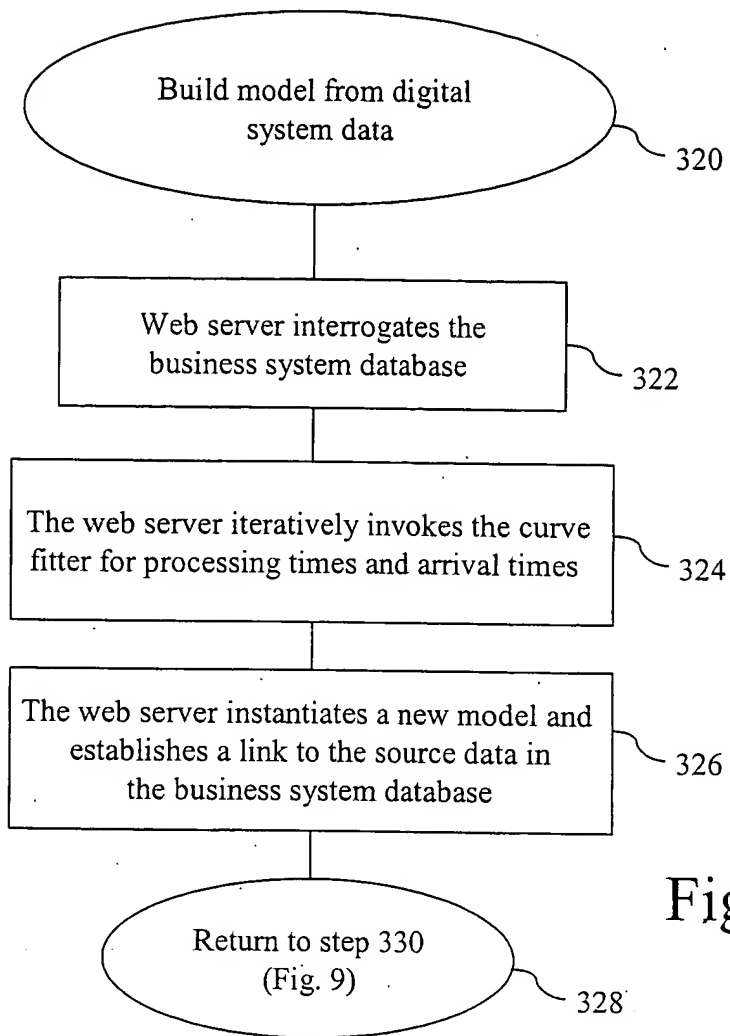 Build model from digital
system data
320
Web server interrogates the
business system database
322
The web server iteratively invokes the curve
fitter for processing times and arrival times
324
The web server instantiates a new model and
establishes a link to the source data in
the business system database
326
Return to step 330
(Fig. 9)
328
Fig